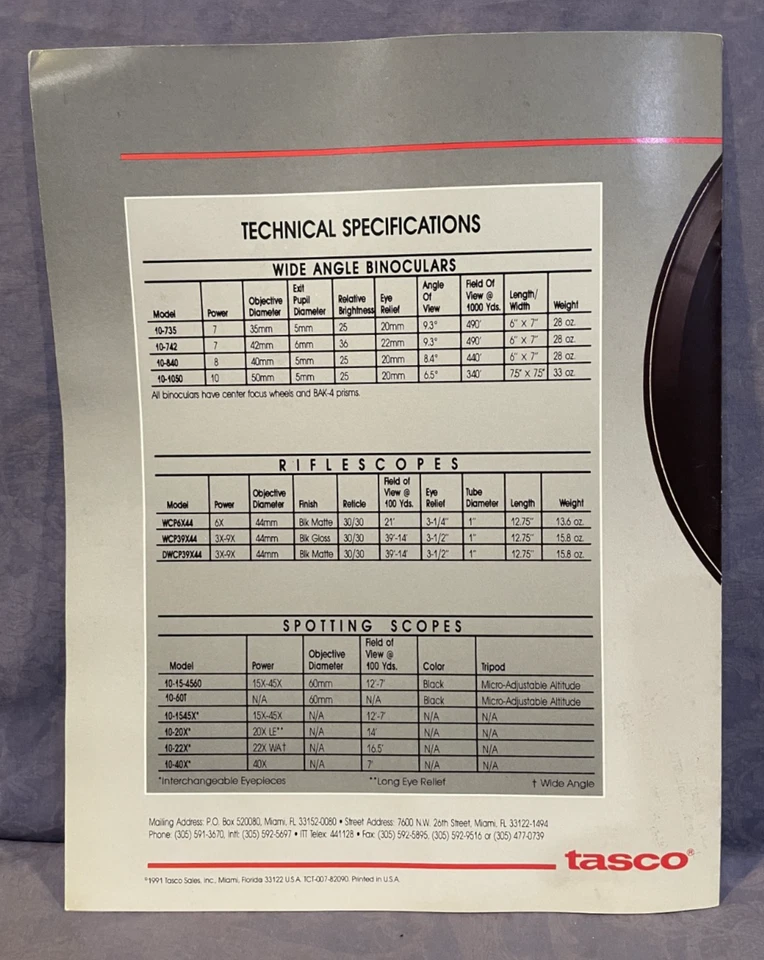 TECHNICAL SPECIFICATIONS
WIDE ANGLE BINOCULARS
Model Power Objective Diameter Exit Pupil Diameter Relative Brightness Eye Relief Angle Of View Field Of View @ 1000 Yds. Length/ Width Weight
10-735 7 35mm 5mm 25 20mm 9.3° 490' 6" X 7" 28 oz.
10-742 7 42mm 6mm 36 22mm 9.3° 490' 6" X 7" 28 oz.
10-840 8 40mm 5mm 25 20mm 8.4° 440' 6" X 7" 28 oz.
10-1050 10 50mm 5mm 25 20mm 6.5° 340' 7.5" X 7.5" 33 oz.
All binoculars have center focus wheels and BAK-4 prisms.
RIFLESCOPES
Model Power Objective Diameter Finish Reticle Field of View @ 100 Yds. Eye Relief Tube Diameter Length Weight
WCP6X44 6X 44mm Blk Matte 30/30 21' 3-1/4" 1" 12.75" 13.6 oz.
WCP39X44 3X-9X 44mm Blk Gloss 30/30 39'-14' 3-1/2" 1" 12.75" 15.8 oz.
DWCP39X44 3X-9X 44mm Blk Matte 30/30 39'-14' 3-1/2" 1" 12.75" 15.8 oz.
SPOTTING SCOPES
Model Power Objective Diameter Field of View @ 100 Yds. Color Tripod
10-15-4560 15X-45X 60mm 12'-7' Black Micro-Adjustable Altitude
10-60T N/A 60mm N/A Black Micro-Adjustable Altitude
10-1545X* 15X-45X N/A 12'-7' N/A N/A
10-20X* 20X LE** N/A 14' N/A N/A
10-22X* 22X WA† N/A 16.5' N/A N/A
10-40X* 40X N/A 7' N/A N/A
*Interchangeable Eyepieces **Long Eye Relief † Wide Angle
Mailing Address: P.O. Box 520080, Miami, FL 33152-0080 • Street Address: 7600 N.W. 26th Street, Miami, FL 33122-1494
Phone: (305) 591-3670, Intl: (305) 592-5697 • ITT Telex 441128 • Fax: (305) 592-5895, (305) 592-9516 or (305) 477-0739
tasco®
©1991 Tasco Sales, Inc., Miami, Florida 33122 U.S.A. TCT-007-82090 Printed in U.S.A.